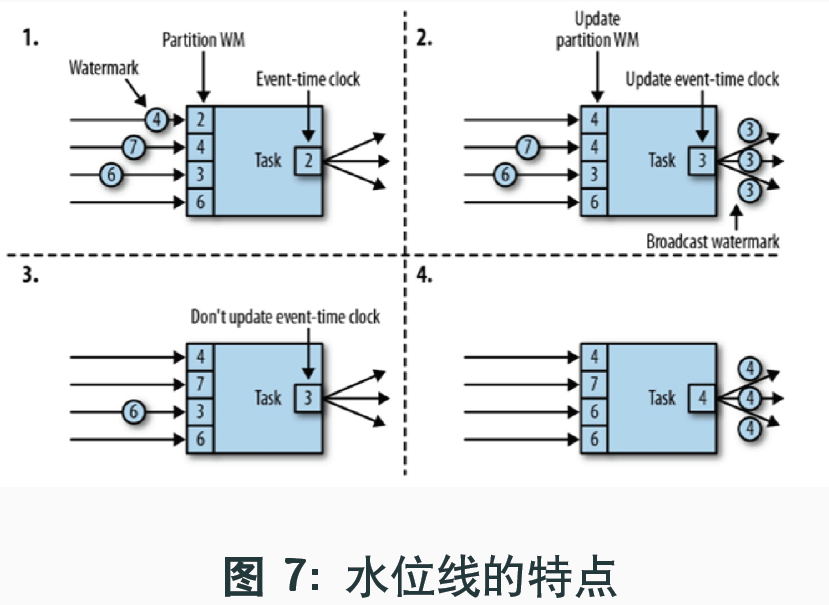 1.
Partition WM
Watermark
Event-time clock
4
7
6
2
4
3
6
Task
2
2.
Update
partition WM
Update event-time clock
7
6
4
4
3
6
Task
3
3
3
3
Broadcast watermark
3.
Don't update event-time clock
6
4
7
3
6
Task
3
4.
4
7
6
6
Task
4
4
4
4
图 7: 水位线的特点